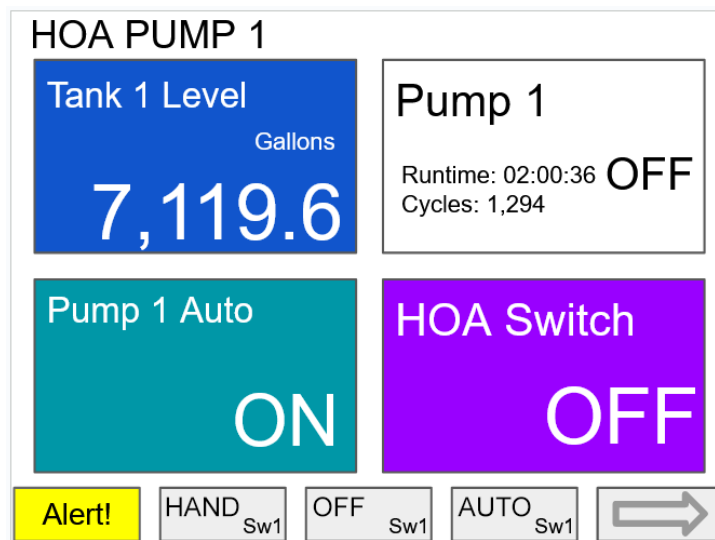 HOA PUMP 1
Tank 1 Level
Gallons
7,119.6
Pump 1
Runtime: 02:00:36 OFF
Cycles: 1,294
Pump 1 Auto
ON
HOA Switch
OFF
Alert!
HAND Sw1
OFF Sw1
AUTO Sw1